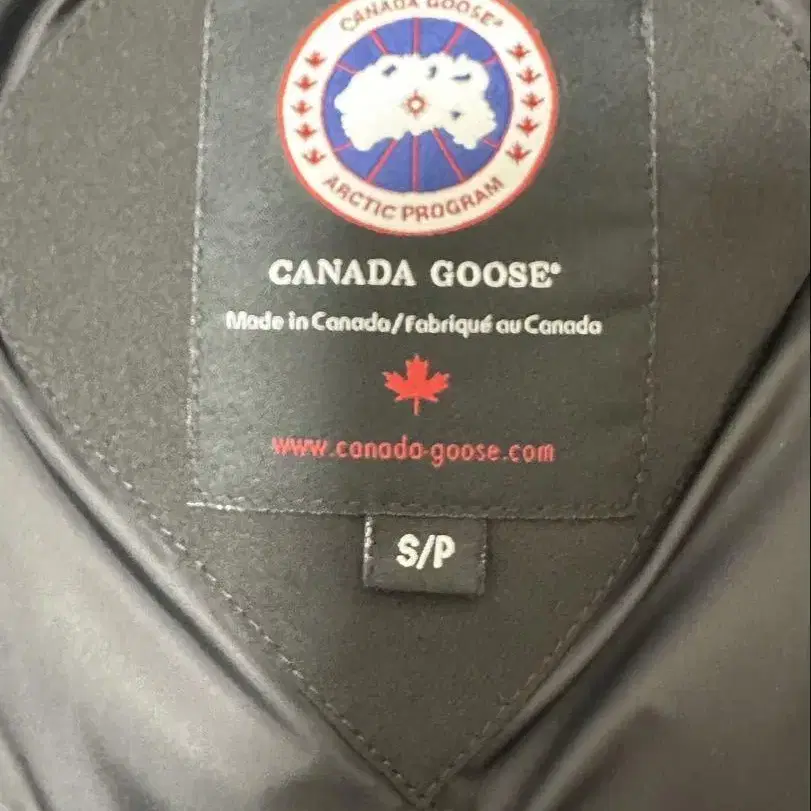 CANADA GOOSE®
ARCTIC PROGRAM
CANADA GOOSE®
Made in Canada/Fabriqué au Canada
www.canada-goose.com
S/P